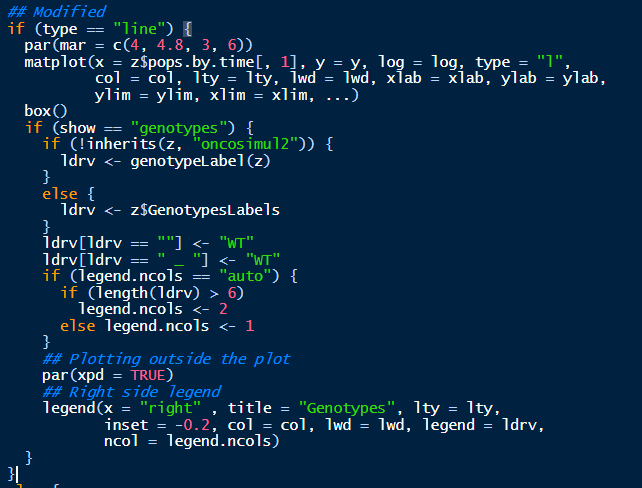 ## Modified
if (type == "line") {
  par(mar = c(4, 4.8, 3, 6))
  matplot(x = z$pops.by.time[, 1], y = y, log = log, type = "l",
          col = col, lty = lty, lwd = lwd, xlab = xlab, ylab = ylab,
          ylim = ylim, xlim = xlim, ...)
  box()
  if (show == "genotypes") {
    if (!inherits(z, "oncosimul2")) {
      ldrv <- genotypeLabel(z)
    }
    else {
      ldrv <- z$GenotypesLabels
    }
    ldrv[ldrv == ""] <- "WT"
    ldrv[ldrv == " _ "] <- "WT"
    if (legend.ncols == "auto") {
      if (length(ldrv) > 6)
        legend.ncols <- 2
      else legend.ncols <- 1
    }
    ## Plotting outside the plot
    par(xpd = TRUE)
    ## Right side legend
    legend(x = "right" , title = "Genotypes", lty = lty,
           inset = -0.2, col = col, lwd = lwd, legend = ldrv,
           ncol = legend.ncols)
  }
}